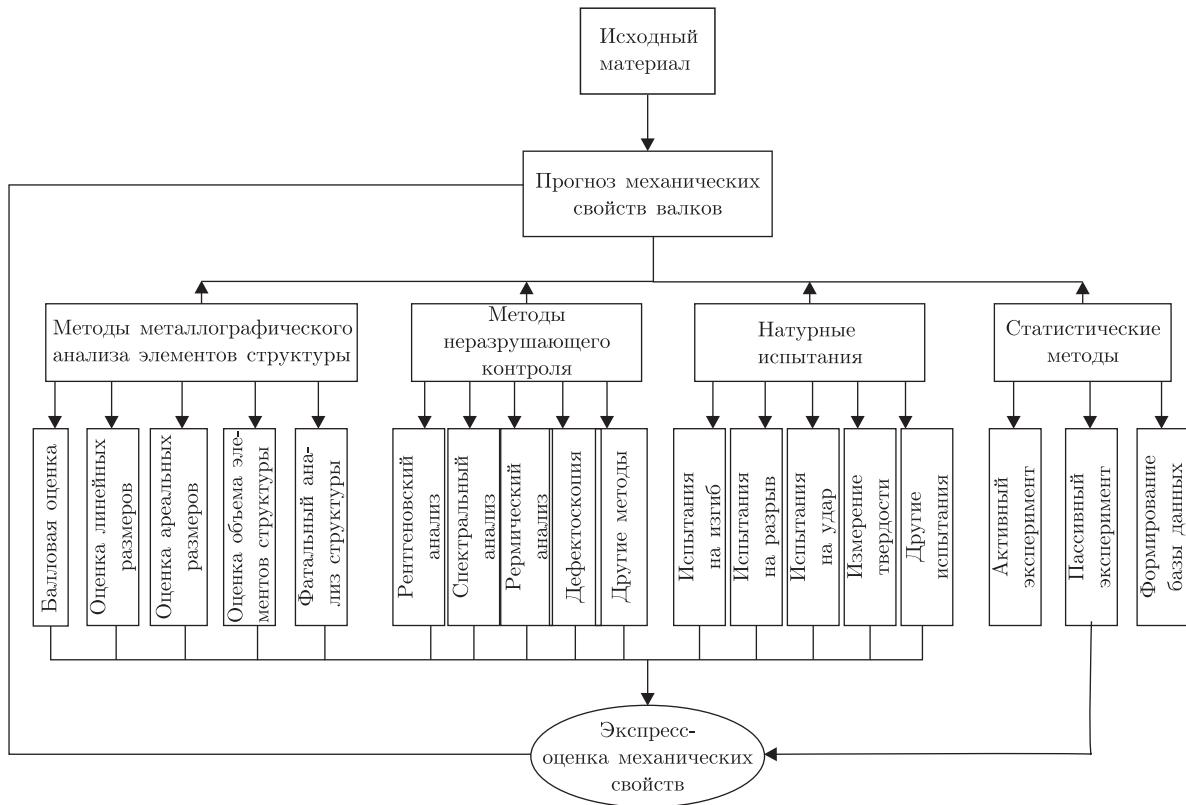 Исходный
материал
Прогноз механических
свойств валков
Методы металлографического
анализа элементов структуры
Методы
неразрушающего
контроля
Натурные
испытания
Статистические
методы
Балловая оценка
Оценка линейных
размеров
Оценка ареальных
размеров
Оценка объема эле-
ментов структуры
Фатальный ана-
лиз структуры
Рентгеновский
анализ
Спектральный
анализ
Рермический
анализ
Дефектоскопия
Другие методы
Испытания
на изгиб
Испытания
на разрыв
Испытания
на удар
Измерение
твердости
Другие
испытания
Активный
эксперимент
Пассивный
эксперимент
Формирование
базы данных
Экспресс-
оценка механических
свойств